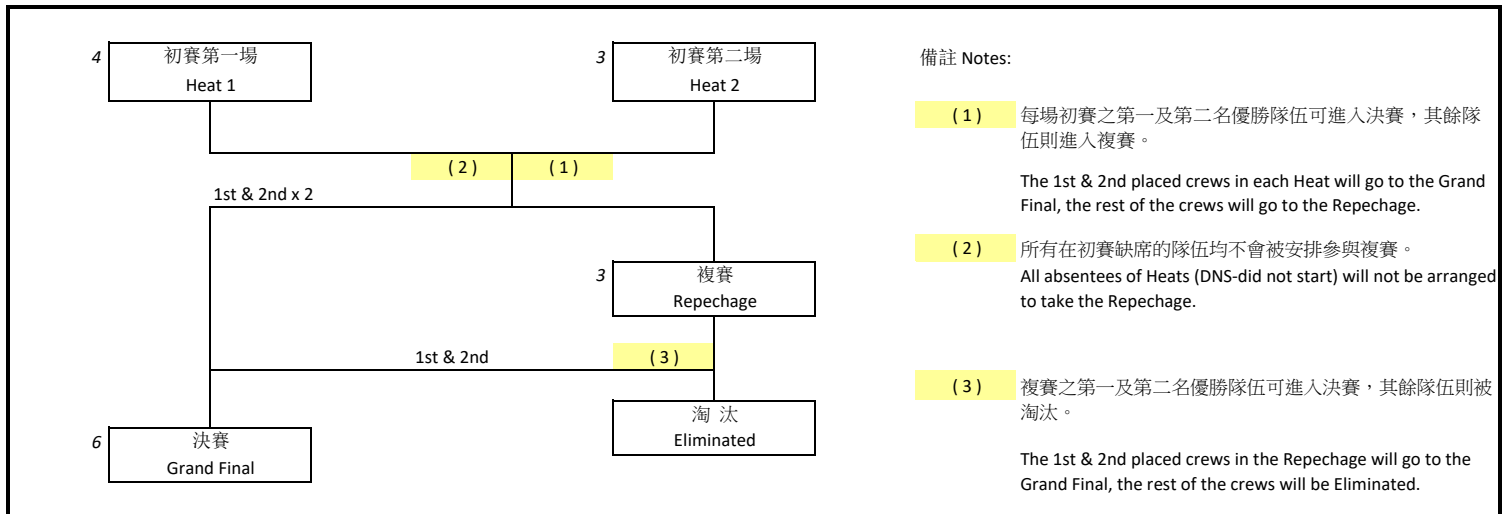 4
初賽第一場
Heat 1
3
初賽第二場
Heat 2
備註 Notes:
( 1 )
每場初賽之第一及第二名優勝隊伍可進入決賽，其餘隊
伍則進入複賽。
The 1st & 2nd placed crews in each Heat will go to the Grand
Final, the rest of the crews will go to the Repechage.
( 2 )
( 1 )
1st & 2nd x 2
( 2 )
所有在初賽缺席的隊伍均不會被安排參與複賽。
All absentees of Heats (DNS-did not start) will not be arranged
to take the Repechage.
3
複賽
Repechage
1st & 2nd
( 3 )
( 3 )
複賽之第一及第二名優勝隊伍可進入決賽，其餘隊伍則被
淘汰。
The 1st & 2nd placed crews in the Repechage will go to the
Grand Final, the rest of the crews will be Eliminated.
淘 汰
Eliminated
6
決賽
Grand Final